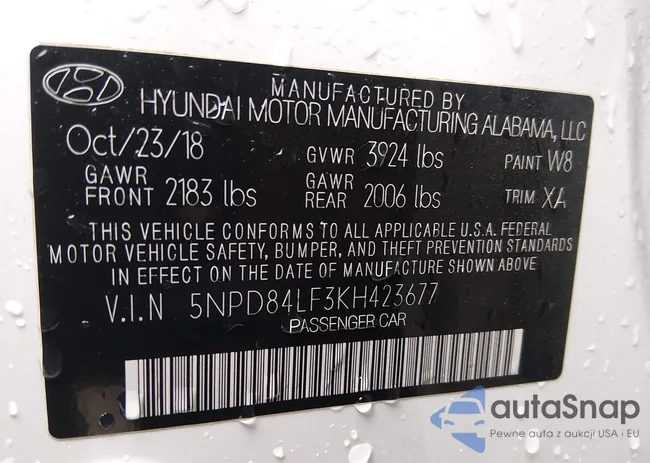 MANUFACTURED BY
HYUNDAI MOTOR MANUFACTURING ALABAMA, LLC
Oct/23/18 GVWR 3924 lbs PAINT W8
GAWR FRONT 2183 lbs GAWR REAR 2006 lbs TRIM XA
THIS VEHICLE CONFORMS TO ALL APPLICABLE U.S.A. FEDERAL
MOTOR VEHICLE SAFETY, BUMPER, AND THEFT PREVENTION STANDARDS
IN EFFECT ON THE DATE OF MANUFACTURE SHOWN ABOVE
V.I.N 5NPD84LF3KH423677
PASSENGER CAR
autaSnap
Pewne auta z aukcji USA i EU